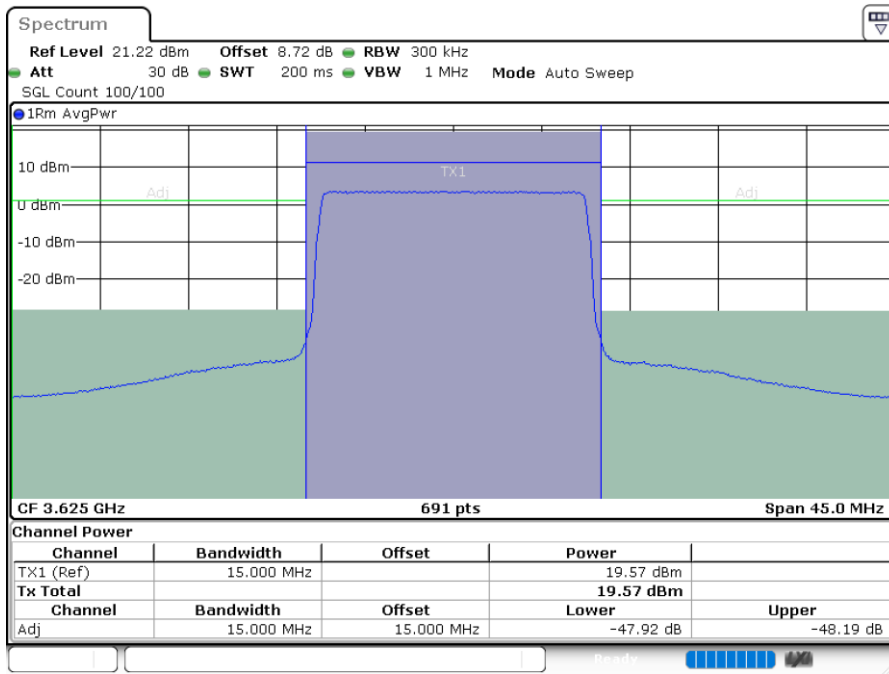 Spectrum
Ref Level 21.22 dBm Offset 8.72 dB RBW 300 kHz
Att 30 dB SWT 200 ms VBW 1 MHz Mode Auto Sweep
SGL Count 100/100
1Rm AvgPwr
10 dBm
TX1
Adj Adj
0 dBm
-10 dBm
-20 dBm
CF 3.625 GHz 691 pts Span 45.0 MHz
Channel Power
Channel Bandwidth Offset Power
TX1 (Ref) 15.000 MHz 19.57 dBm
Tx Total 19.57 dBm
Channel Bandwidth Offset Lower Upper
Adj 15.000 MHz 15.000 MHz -47.92 dB -48.19 dB
Ready